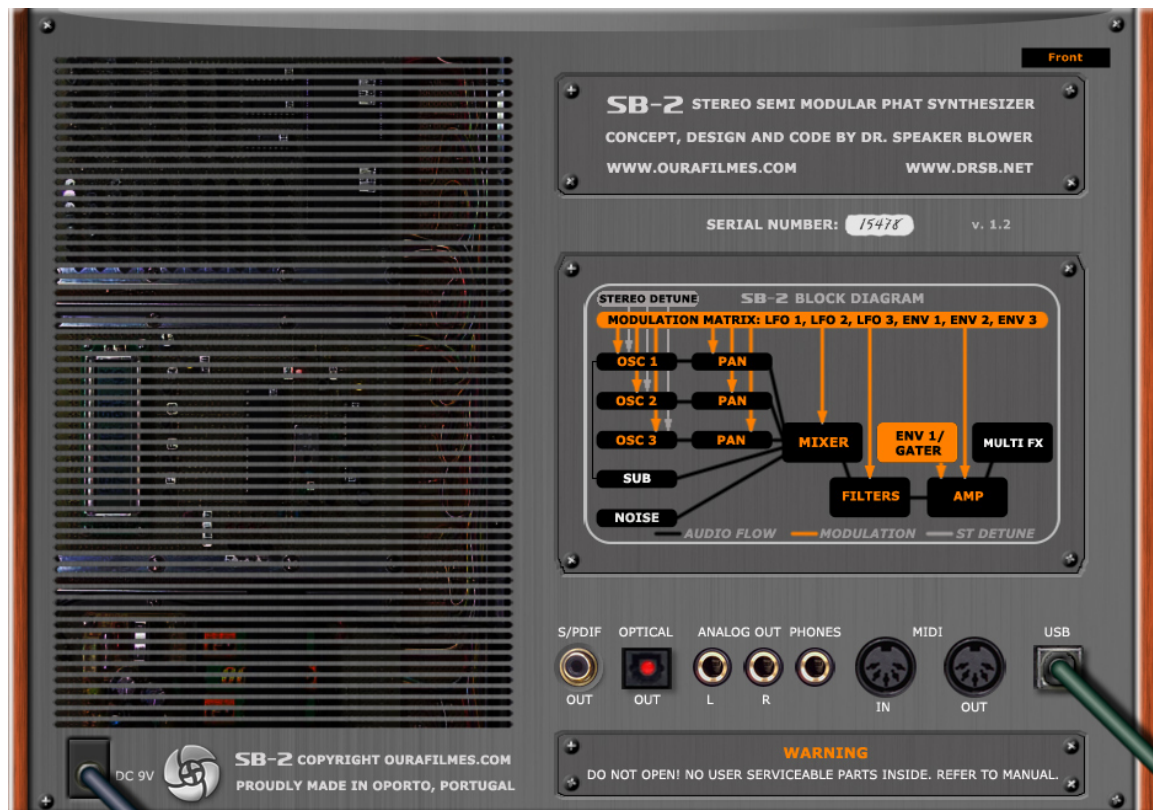 Front
SB-2 STEREO SEMI MODULAR PHAT SYNTHESIZER
CONCEPT, DESIGN AND CODE BY DR. SPEAKER BLOWER
WWW.OURAFILMES.COM WWW.DRSB.NET
SERIAL NUMBER: 15478 v. 1.2
STEREO DETUNE SB-2 BLOCK DIAGRAM
MODULATION MATRIX: LFO 1, LFO 2, LFO 3, ENV 1, ENV 2, ENV 3
OSC 1 PAN
OSC 2 PAN
OSC 3 PAN
MIXER
ENV 1/
GATER
MULTI FX
SUB
FILTERS
AMP
NOISE
AUDIO FLOW MODULATION ST DETUNE
S/PDIF OPTICAL ANALOG OUT PHONES MIDI USB
OUT OUT L R IN OUT
DC 9V
SB-2 COPYRIGHT OURAFILMES.COM
PROUDLY MADE IN OPORTO, PORTUGAL
WARNING
DO NOT OPEN! NO USER SERVICEABLE PARTS INSIDE. REFER TO MANUAL.